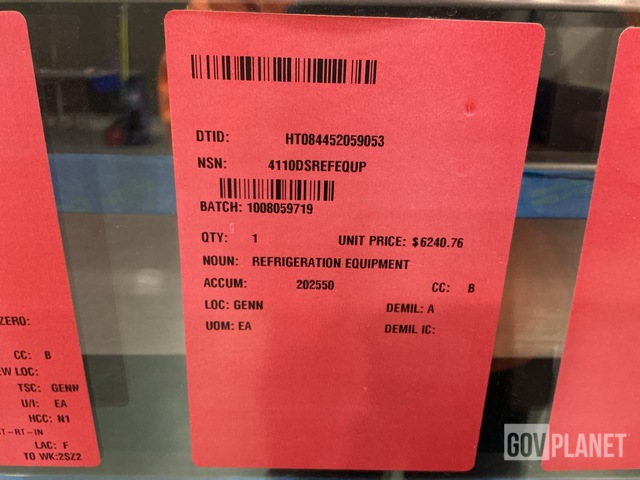 DTID: HT084452059053
NSN: 4110DSREFEQUP
BATCH: 1008059719
QTY: 1 UNIT PRICE: $6240.76
NOUN: REFRIGERATION EQUIPMENT
ACCUM: 202550 CC: B
LOC: GENN DEMIL: A
UOM: EA DEMIL IC:
ZERO:
CC: B
EW LOC:
TSC: GENN
U/I: EA
HCC: N1
RT-IN
LAC: F
TO WK:2SZ2
GOVPLANET